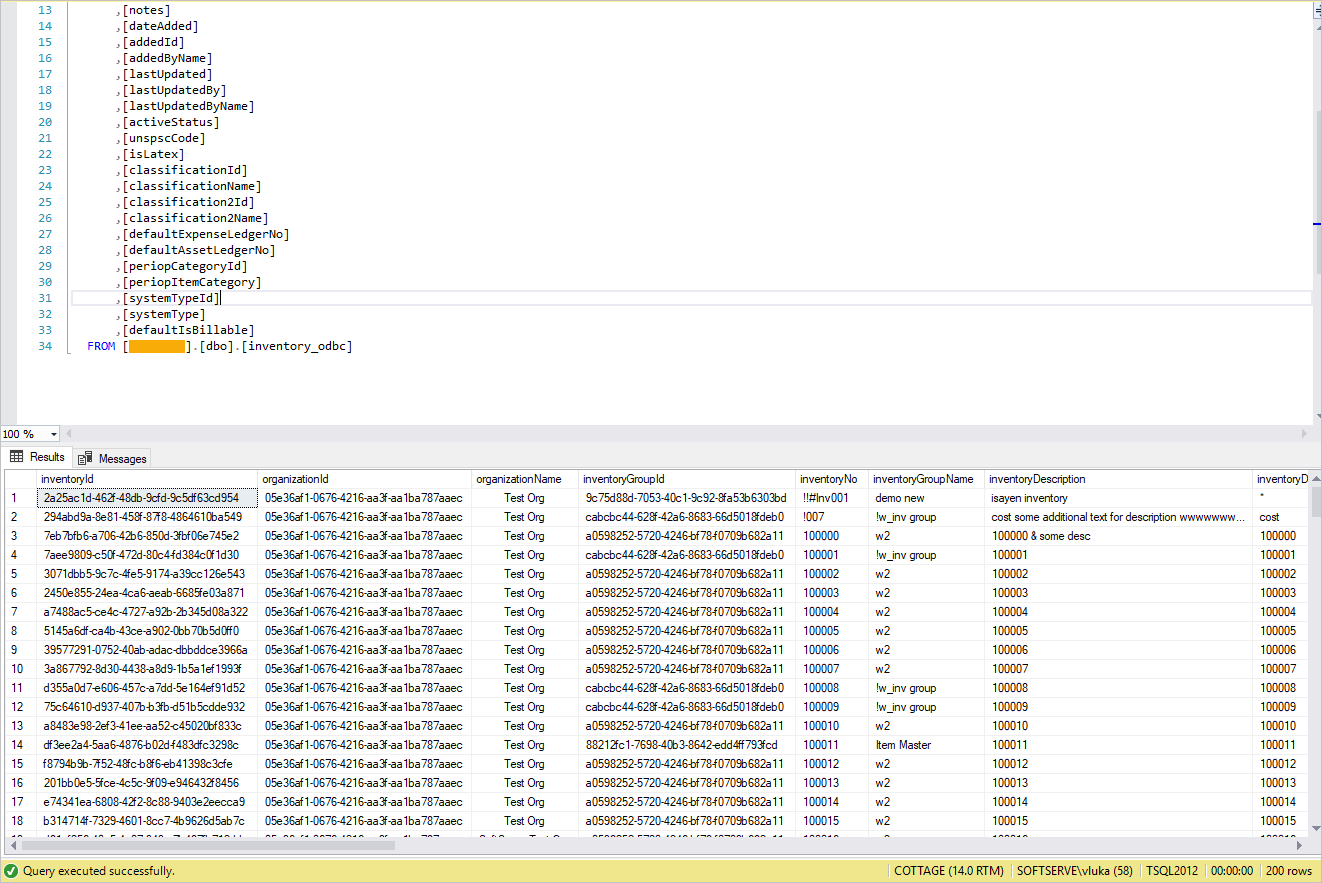 13 ,[notes]
14 ,[dateAdded]
15 ,[addedId]
16 ,[addedByName]
17 ,[lastUpdated]
18 ,[lastUpdatedBy]
19 ,[lastUpdatedByName]
20 ,[activeStatus]
21 ,[unspscCode]
22 ,[isLatex]
23 ,[classificationId]
24 ,[classificationName]
25 ,[classification2Id]
26 ,[classification2Name]
27 ,[defaultExpenseLedgerNo]
28 ,[defaultAssetLedgerNo]
29 ,[periopCategoryId]
30 ,[periopItemCategory]
31 ,[systemTypeId]
32 ,[systemType]
33 ,[defaultIsBillable]
34 FROM [ ].[dbo].[inventory_odbc]
100 %
Results Messages
inventoryId organizationId organizationName inventoryGroupId inventoryNo inventoryGroupName inventoryDescription inventoryD
1 2a25ac1d-462f-48db-9cfd-9c5df63cd954 05e36af1-0676-4216-aa3f-aa1ba787aaec Test Org 9c75d88d-7053-40c1-9c92-8fa53b6303bd !!#Inv001 demo new isayen inventory *
2 294abd9a-8e81-458f-87f8-4864610ba549 05e36af1-0676-4216-aa3f-aa1ba787aaec Test Org cabcbc44-628f-42a6-8683-66d5018fdeb0 !007 !w_inv group cost some additional text for description wwwwwwww... cost
3 7eb7bfb6-a706-42b6-850d-3fbf06e745e2 05e36af1-0676-4216-aa3f-aa1ba787aaec Test Org a0598252-5720-4246-bf78-f0709b682a11 100000 w2 100000 & some desc 100000
4 7aee9809-c50f-472d-80c4-fd384c0f1d30 05e36af1-0676-4216-aa3f-aa1ba787aaec Test Org cabcbc44-628f-42a6-8683-66d5018fdeb0 100001 !w_inv group 100001 100001
5 3071dbb5-9c7c-4fe5-9174-a39cc126e543 05e36af1-0676-4216-aa3f-aa1ba787aaec Test Org a0598252-5720-4246-bf78-f0709b682a11 100002 w2 100002 100002
6 2450e855-24ea-4ca6-aeab-6685fe03a871 05e36af1-0676-4216-aa3f-aa1ba787aaec Test Org a0598252-5720-4246-bf78-f0709b682a11 100003 w2 100003 100003
7 a7488ac5-ce4c-4727-a92b-2b345d08a322 05e36af1-0676-4216-aa3f-aa1ba787aaec Test Org a0598252-5720-4246-bf78-f0709b682a11 100004 w2 100004 100004
8 5145a6df-ca4b-43ce-a902-0bb70b5d0ff0 05e36af1-0676-4216-aa3f-aa1ba787aaec Test Org a0598252-5720-4246-bf78-f0709b682a11 100005 w2 100005 100005
9 39577291-0752-40ab-adac-dbbddce3966a 05e36af1-0676-4216-aa3f-aa1ba787aaec Test Org a0598252-5720-4246-bf78-f0709b682a11 100006 w2 100006 100006
10 3a867792-8d30-4438-a8d9-1b5a1ef1993f 05e36af1-0676-4216-aa3f-aa1ba787aaec Test Org a0598252-5720-4246-bf78-f0709b682a11 100007 w2 100007 100007
11 d355a0d7-e606-457c-a7dd-5e164ef91d52 05e36af1-0676-4216-aa3f-aa1ba787aaec Test Org cabcbc44-628f-42a6-8683-66d5018fdeb0 100008 !w_inv group 100008 100008
12 75c64610-d937-407b-b3fb-d51b5cdde932 05e36af1-0676-4216-aa3f-aa1ba787aaec Test Org cabcbc44-628f-42a6-8683-66d5018fdeb0 100009 !w_inv group 100009 100009
13 a8483e98-2ef3-41ee-aa52-c45020bf833c 05e36af1-0676-4216-aa3f-aa1ba787aaec Test Org a0598252-5720-4246-bf78-f0709b682a11 100010 w2 100010 100010
14 df3ee2a4-5aa6-4876-b02d-f483dfc3298c 05e36af1-0676-4216-aa3f-aa1ba787aaec Test Org 88212fc1-7698-40b3-8642-edd4ff793fcd 100011 Item Master 100011 100011
15 f8794b9b-7f52-48fc-b8f6-eb41398c3cfe 05e36af1-0676-4216-aa3f-aa1ba787aaec Test Org a0598252-5720-4246-bf78-f0709b682a11 100012 w2 100012 100012
16 201bb0e5-5fce-4c5c-9f09-e946432f8456 05e36af1-0676-4216-aa3f-aa1ba787aaec Test Org a0598252-5720-4246-bf78-f0709b682a11 100013 w2 100013 100013
17 e74341ea-6808-42f2-8c88-9403e2eecca9 05e36af1-0676-4216-aa3f-aa1ba787aaec Test Org a0598252-5720-4246-bf78-f0709b682a11 100014 w2 100014 100014
18 b314714f-7329-4601-8cc7-4b9626d5ab7c 05e36af1-0676-4216-aa3f-aa1ba787aaec Test Org a0598252-5720-4246-bf78-f0709b682a11 100015 w2 100015 100015
Query executed successfully. COTTAGE (14.0 RTM) SOFTSERVE\vluka (58) TSQL2012 00:00:00 200 rows